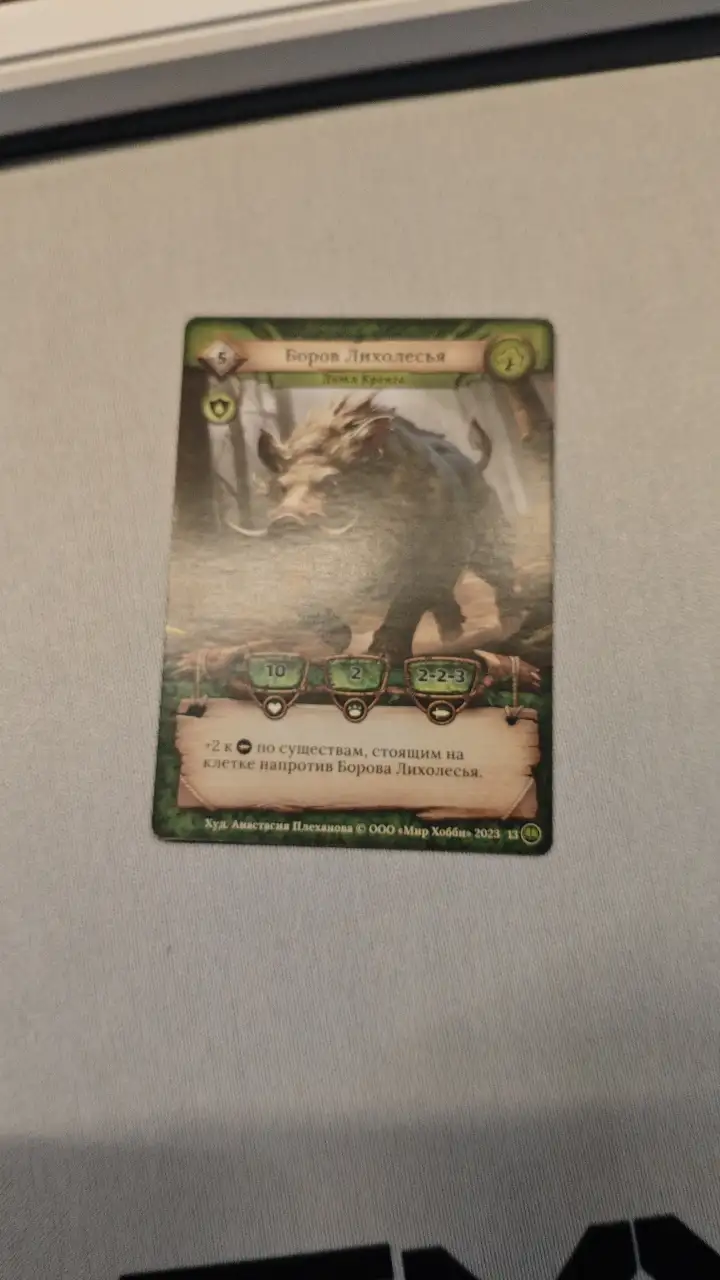 5
Боров Лихолесья
Дитя Кронга
10
2
2-2-3
+2 к по существам, стоящим на
клетке напротив Борова Лихолесья.
Худ. Анастасия Плеханова © ООО «Мир Хобби» 2023 13